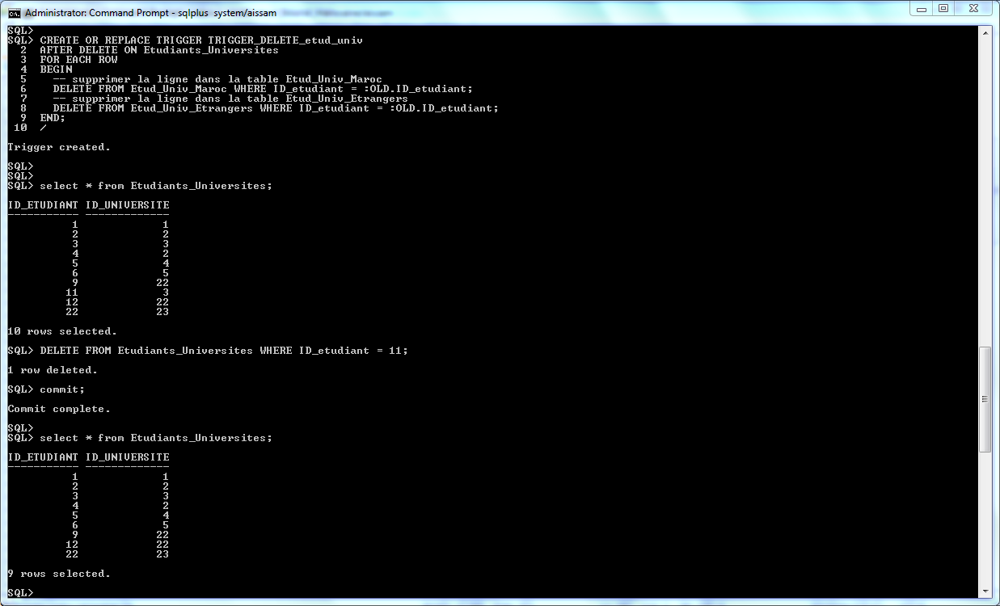 Administrator: Command Prompt - sqlplus  system/aissam
SQL>
SQL> CREATE OR REPLACE TRIGGER TRIGGER_DELETE_etud_univ
  2  AFTER DELETE ON Etudiants_Universites
  3  FOR EACH ROW
  4  BEGIN
  5    -- supprimer la ligne dans la table Etud_Univ_Maroc
  6    DELETE FROM Etud_Univ_Maroc WHERE ID_etudiant = :OLD.ID_etudiant;
  7    -- supprimer la ligne dans la table Etud_Univ_Etrangers
  8    DELETE FROM Etud_Univ_Etrangers WHERE ID_etudiant = :OLD.ID_etudiant;
  9  END;
 10  /
Trigger created.
SQL>
SQL>
SQL> select * from Etudiants_Universites;
ID_ETUDIANT ID_UNIVERSITE
----------- -------------
          1             1
          2             2
          3             3
          4             2
          5             4
          6             5
          9            22
         11             3
         12            22
         22            23
10 rows selected.
SQL> DELETE FROM Etudiants_Universites WHERE ID_etudiant = 11;
1 row deleted.
SQL> commit;
Commit complete.
SQL>
SQL> select * from Etudiants_Universites;
ID_ETUDIANT ID_UNIVERSITE
----------- -------------
          1             1
          2             2
          3             3
          4             2
          5             4
          6             5
          9            22
         12            22
         22            23
9 rows selected.
SQL>